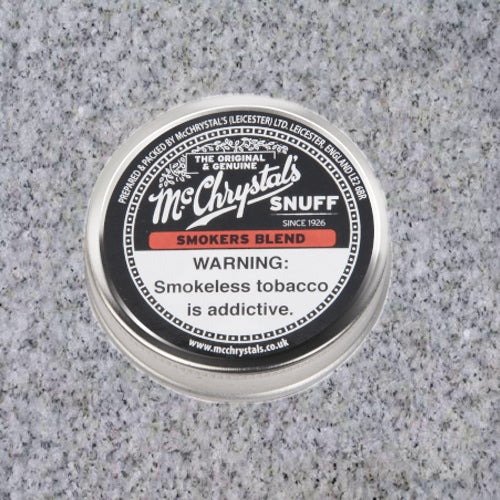 PREPARED & PACKED BY McCHRYSTAL'S (LEICESTER) LTD. LEICESTER, ENGLAND LE2 6BR
THE ORIGINAL
& GENUINE
McChrystal's
SNUFF
SINCE 1926
SMOKERS BLEND
WARNING:
Smokeless tobacco
is addictive.
www.mcchrystals.co.uk